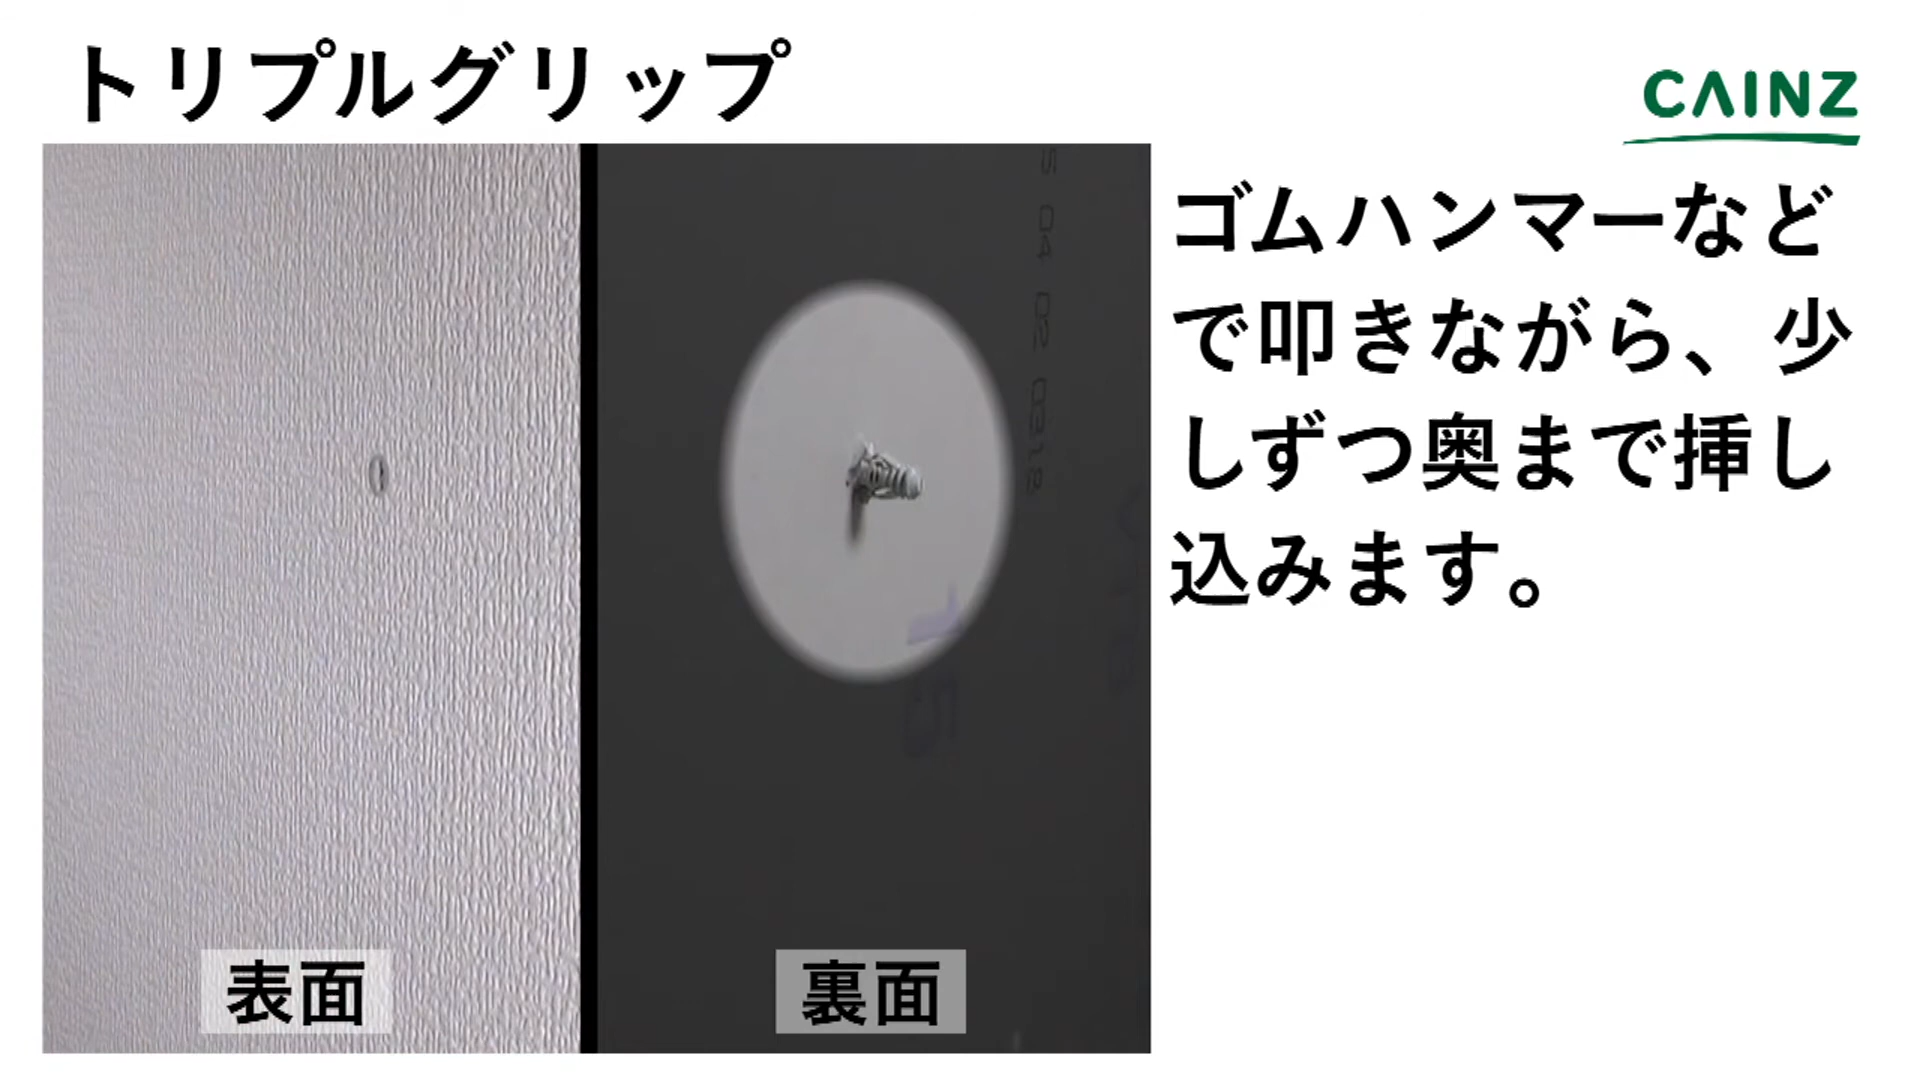 トリプルグリップ
CAINZ
ゴムハンマーなど
で叩きながら、少
しずつ奥まで挿し
込みます。
表面
裏面